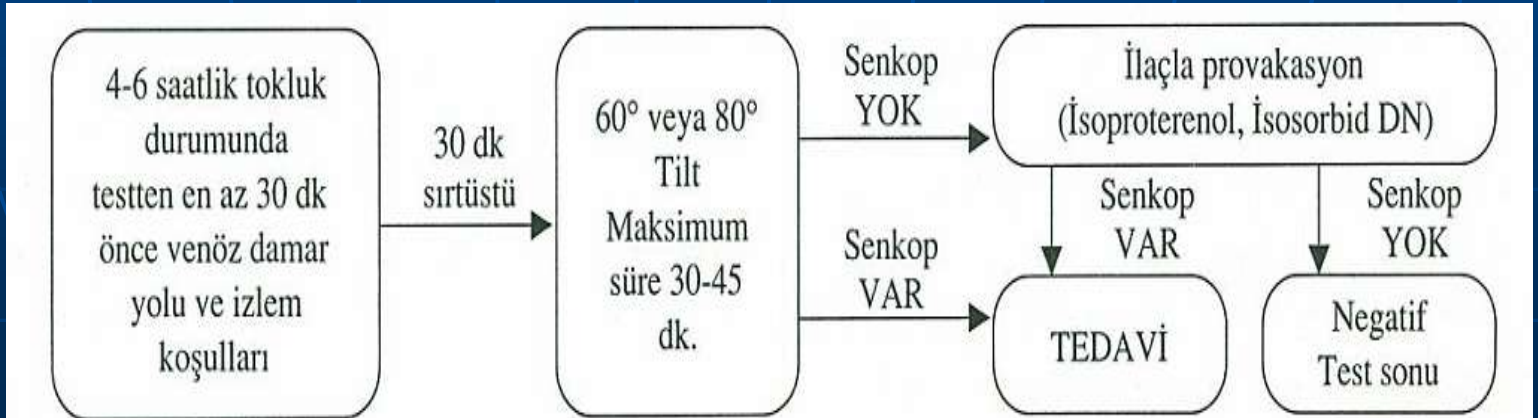 4-6 saatlik tokluk
durumunda
testten en az 30 dk
önce venöz damar
yolu ve izlem
koşulları
30 dk
sırtüstü
60° veya 80°
Tilt
Maksimum
süre 30-45
dk.
Senkop
YOK
Senkop
VAR
İlaçla provakasyon
(İsoproterenol, İsosorbid DN)
Senkop
VAR
Senkop
YOK
TEDAVİ
Negatif
Test sonu